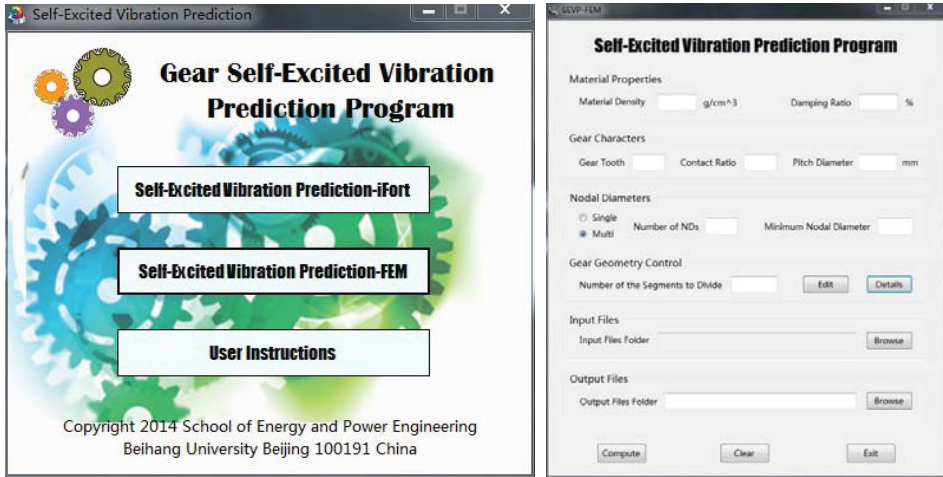 Self-Excited Vibration Prediction
Gear Self-Excited Vibration
Prediction Program
Self-Excited Vibration Prediction-iFort
Self-Excited Vibration Prediction-FEM
User Instructions
Copyright 2014 School of Energy and Power Engineering
Beihang University Beijing 100191 China
SEVP-FEM
Self-Excited Vibration Prediction Program
Material Properties
Material Density g/cm^3 Damping Ratio %
Gear Characters
Gear Tooth Contact Ratio Pitch Diameter mm
Nodal Diameters
Single
Multi Number of NDs Minimum Nodal Diameter
Gear Geometry Control
Number of the Segments to Divide Edit Details
Input Files
Input Files Folder Browse
Output Files
Output Files Folder Browse
Compute Clear Exit